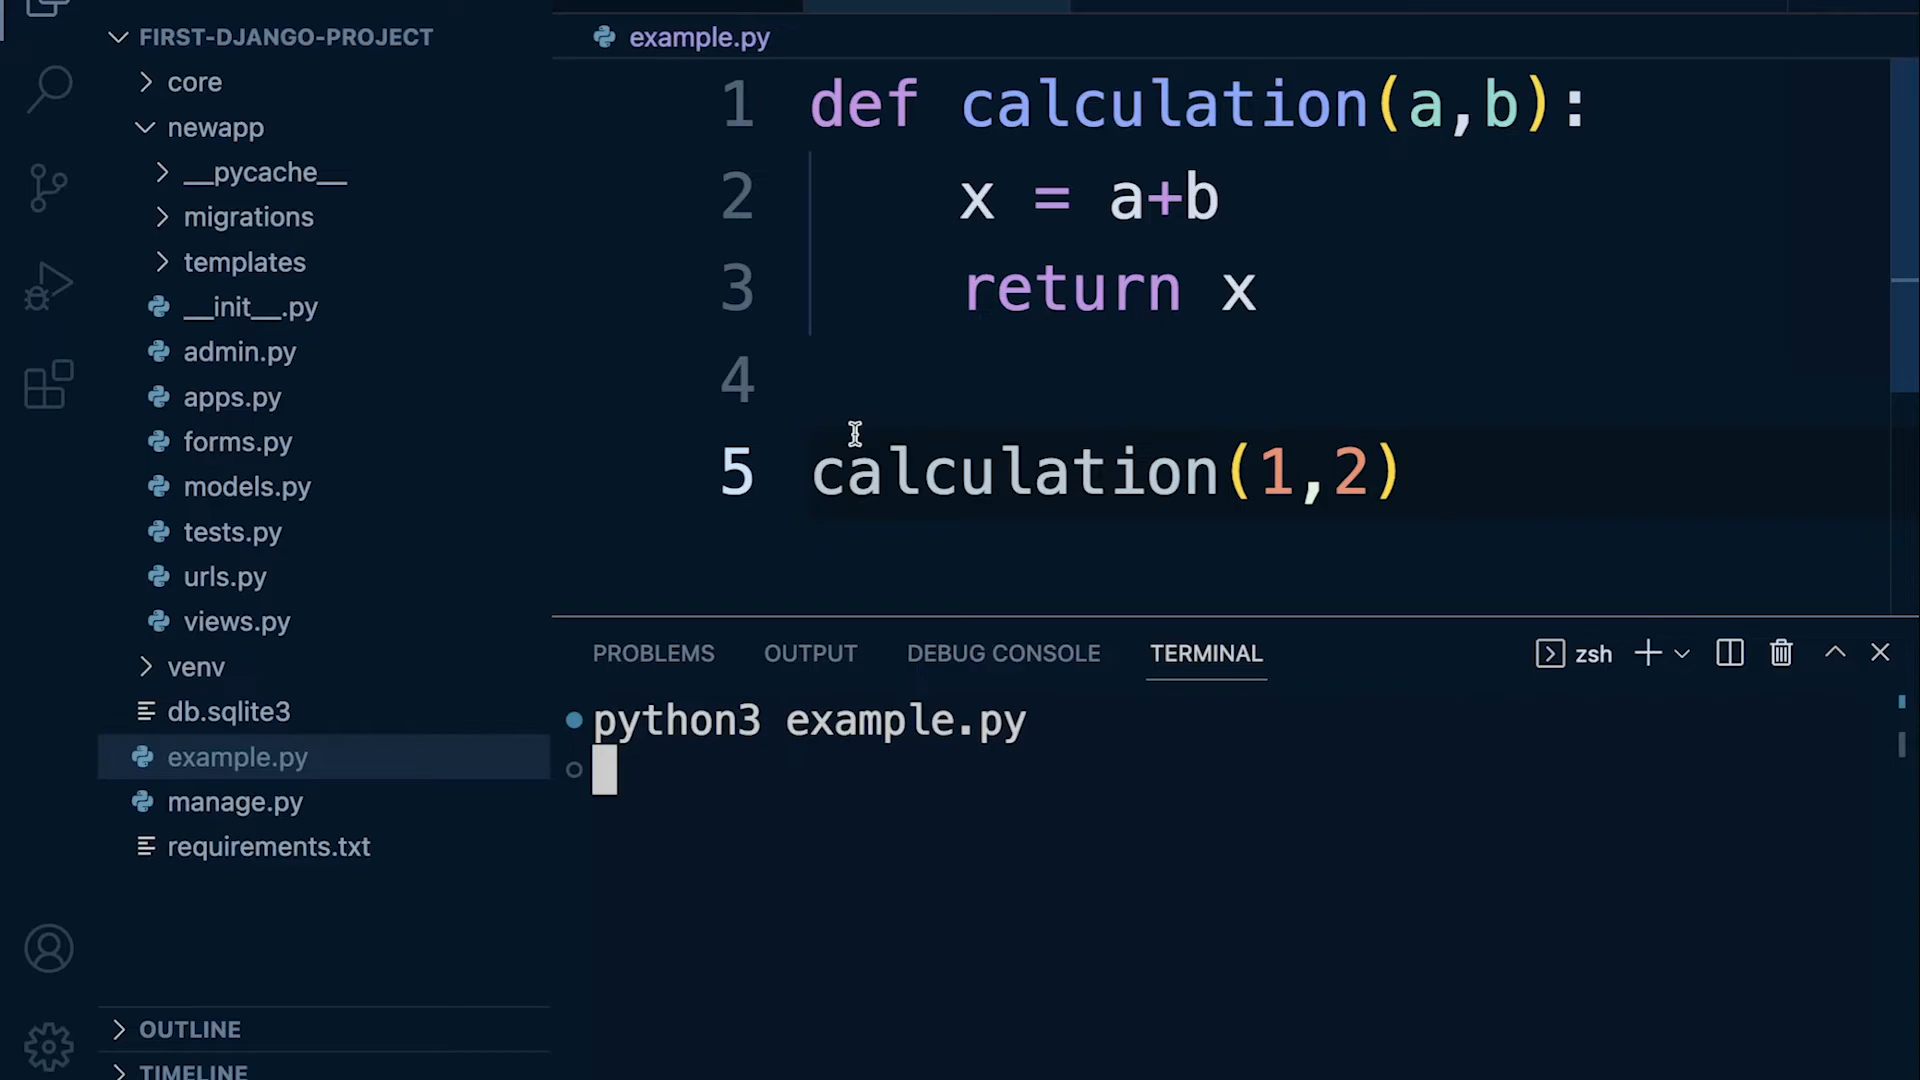 FIRST-DJANGO-PROJECT
core
newapp
__pycache__
migrations
templates
__init__.py
admin.py
apps.py
forms.py
models.py
tests.py
urls.py
views.py
venv
db.sqlite3
example.py
manage.py
requirements.txt
OUTLINE
TIMELINE
example.py
1 def calculation(a,b):
2 x = a+b
3 return x
4
5 calculation(1,2)
PROBLEMS OUTPUT DEBUG CONSOLE TERMINAL zsh
python3 example.py